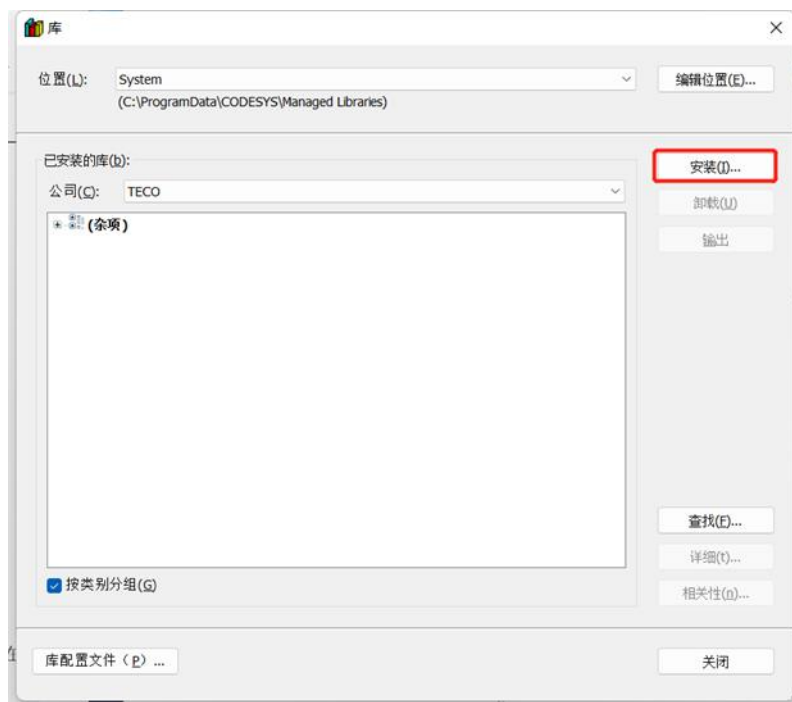 库
位置(L): System 编辑位置(E)...
(C:\ProgramData\CODESYS\Managed Libraries)
已安装的库(b): 安装(I)...
公司(C): TECO 卸载(U)
(杂项)
输出
查找(F)...
详细(t)...
按类别分组(G)
相关性(n)...
库配置文件（P）... 关闭